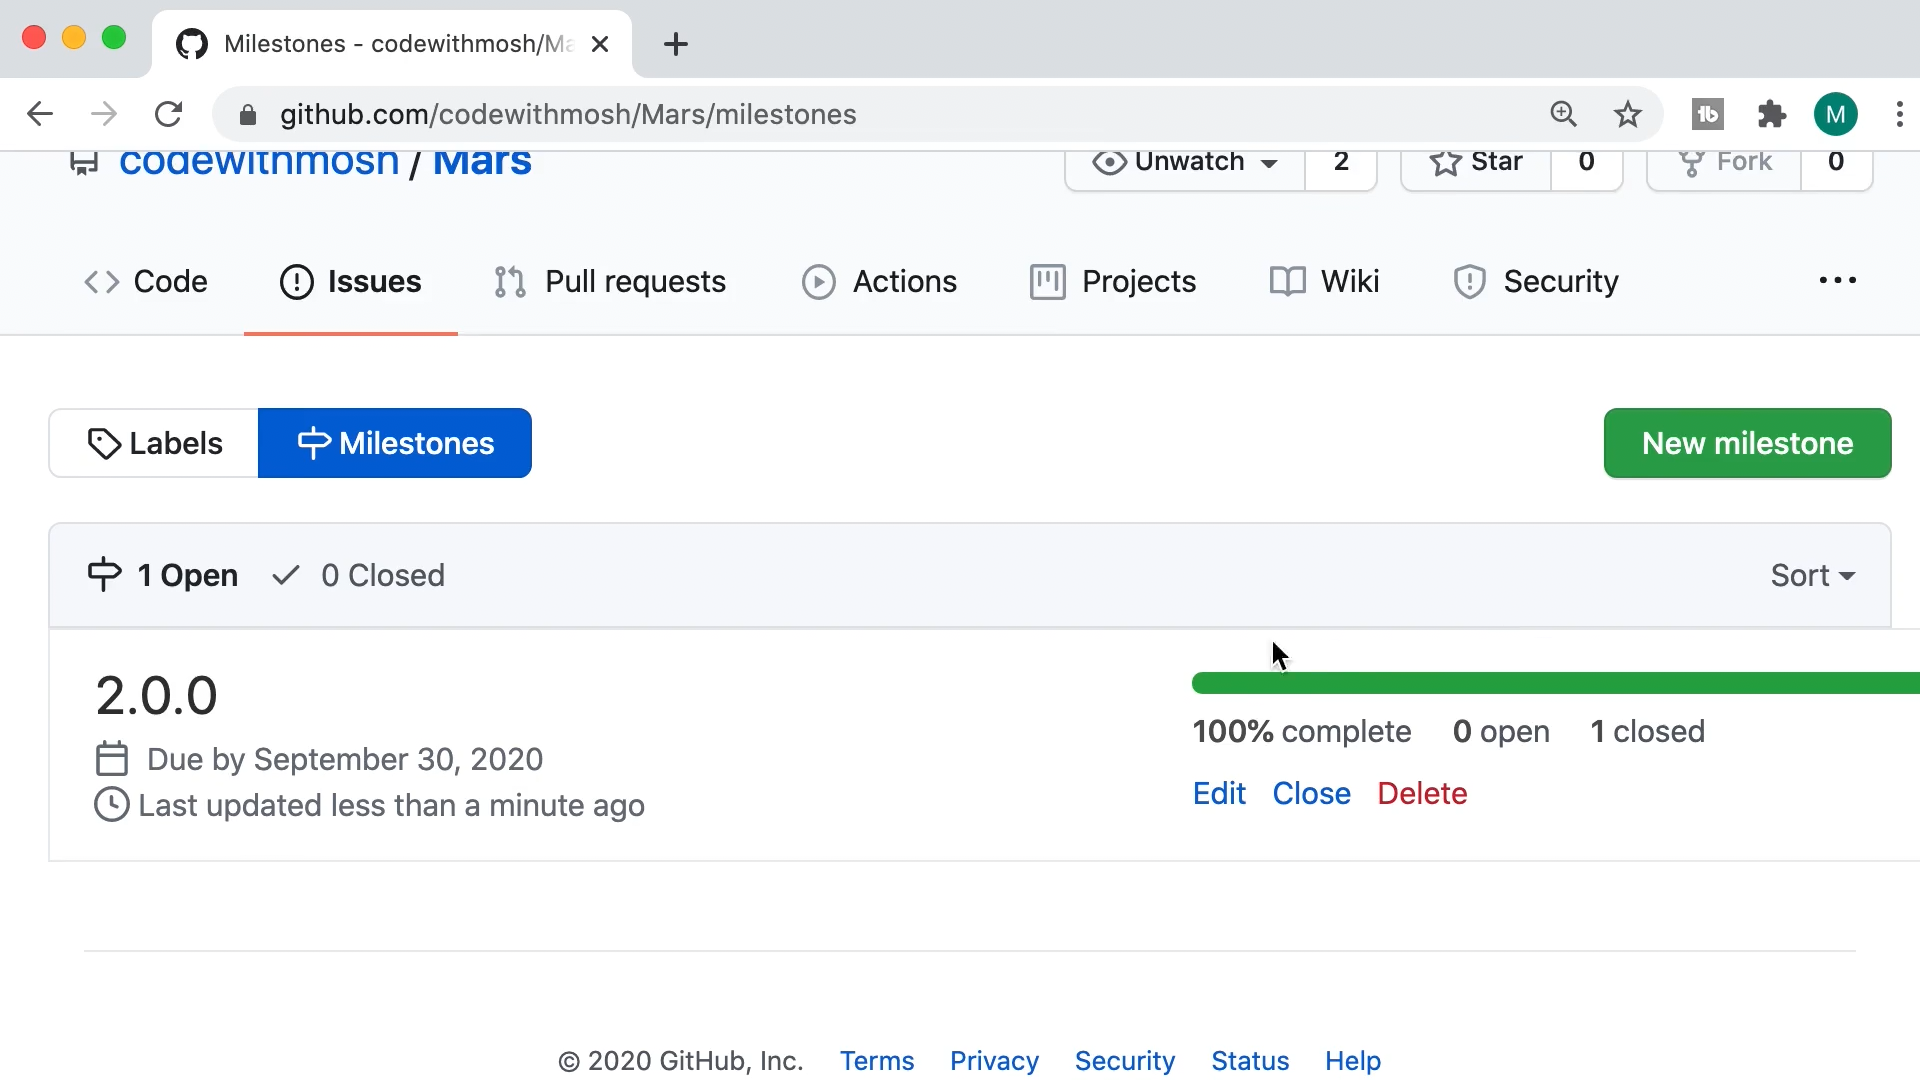 Milestones - codewithmosh/Ma
github.com/codewithmosh/Mars/milestones
M
codewithmosh / Mars
Unwatch 2 Star 0 Fork 0
Code Issues Pull requests Actions Projects Wiki Security
Labels Milestones New milestone
1 Open 0 Closed Sort
2.0.0
100% complete 0 open 1 closed
Due by September 30, 2020
Last updated less than a minute ago
Edit Close Delete
© 2020 GitHub, Inc. Terms Privacy Security Status Help